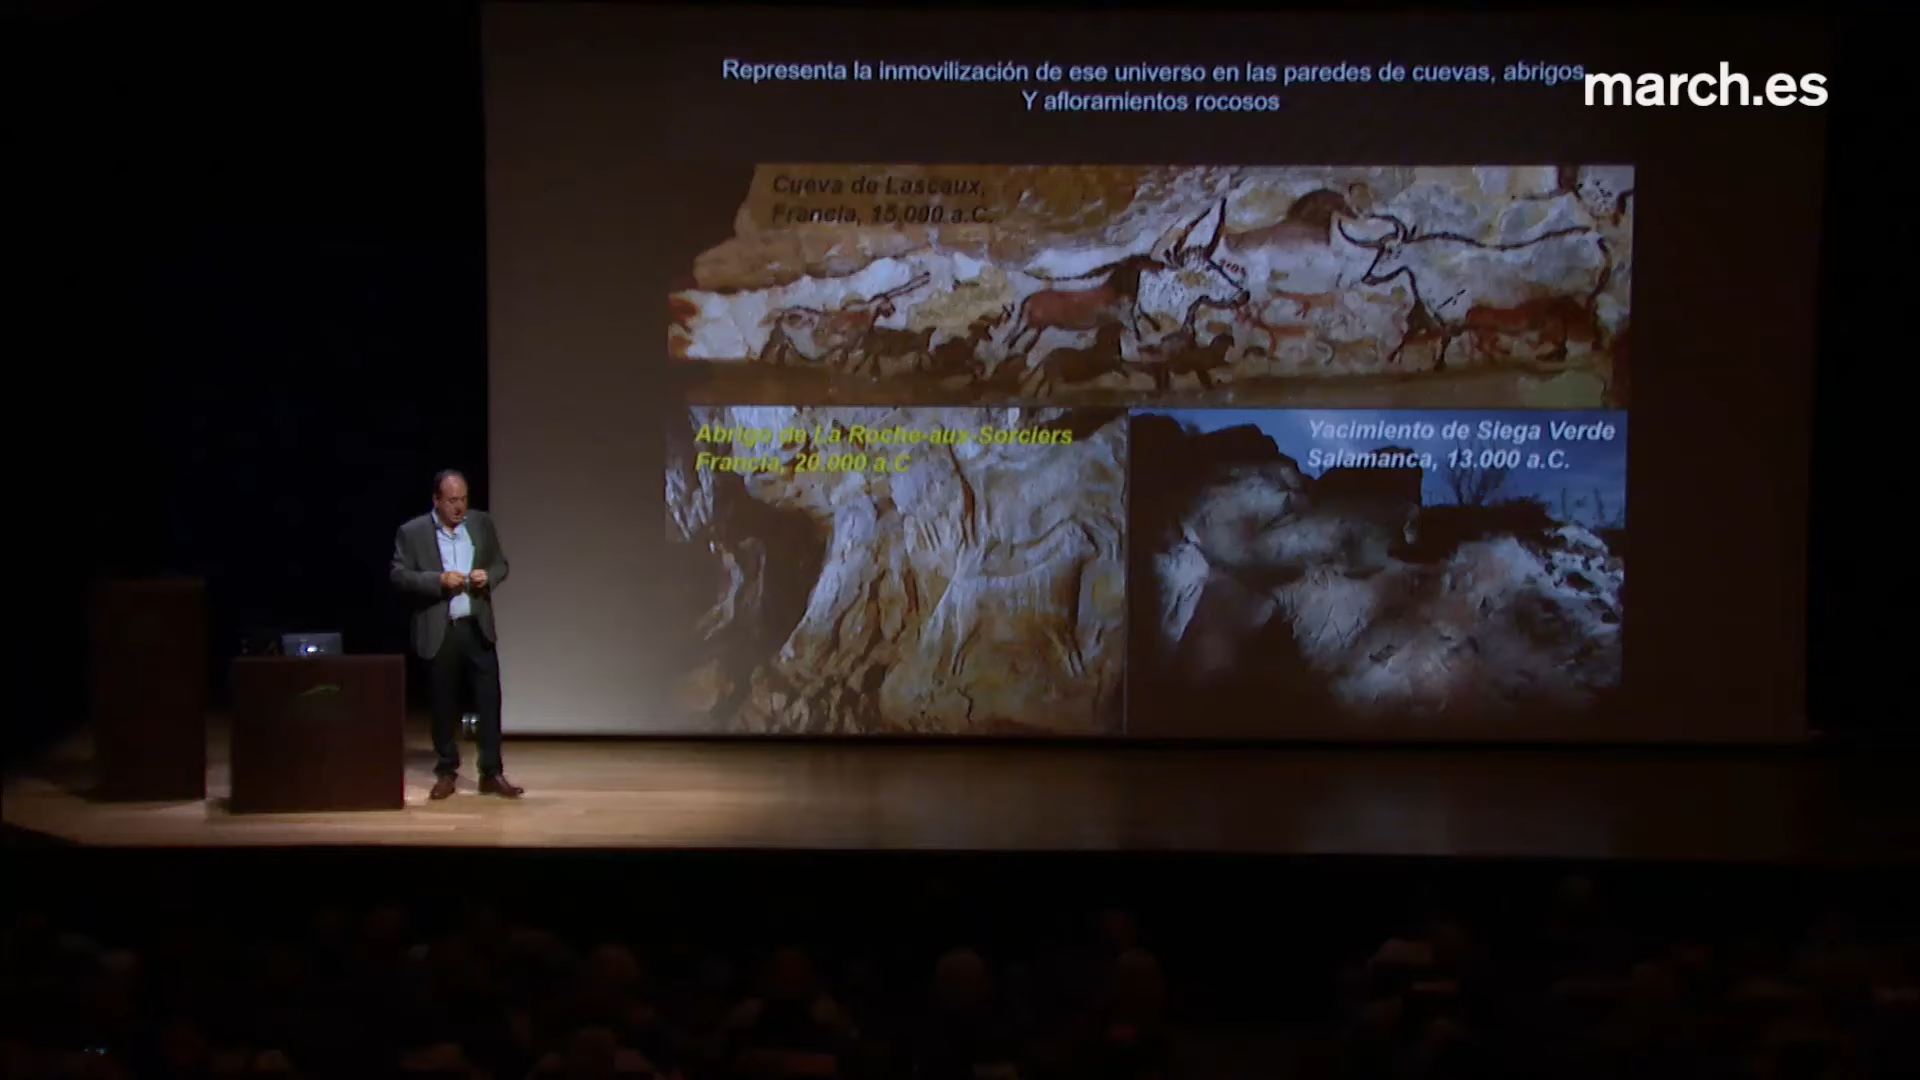 Representa la inmovilización de ese universo en las paredes de cuevas, abrigos
Y afloramientos rocosos
march.es
Cueva de Lascaux,
Francia, 15.000 a.C.
Abrigo de La Roche-aux-Sorciers
Francia, 20.000 a.C
Yacimiento de Siega Verde
Salamanca, 13.000 a.C.